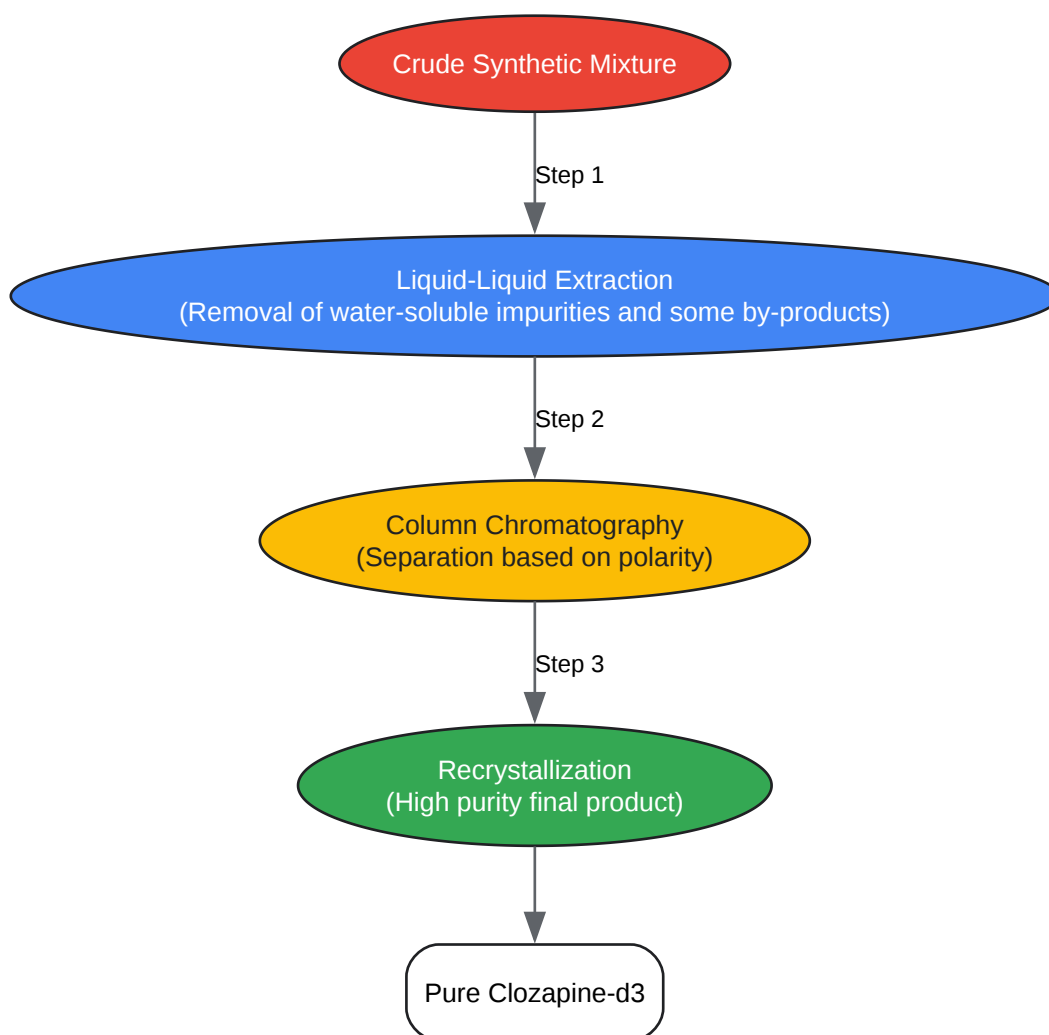 Crude Synthetic Mixture
Step 1
Liquid-Liquid Extraction
(Removal of water-soluble impurities and some by-products)
Step 2
Column Chromatography
(Separation based on polarity)
Step 3
Recrystallization
(High purity final product)
Pure Clozapine-d3